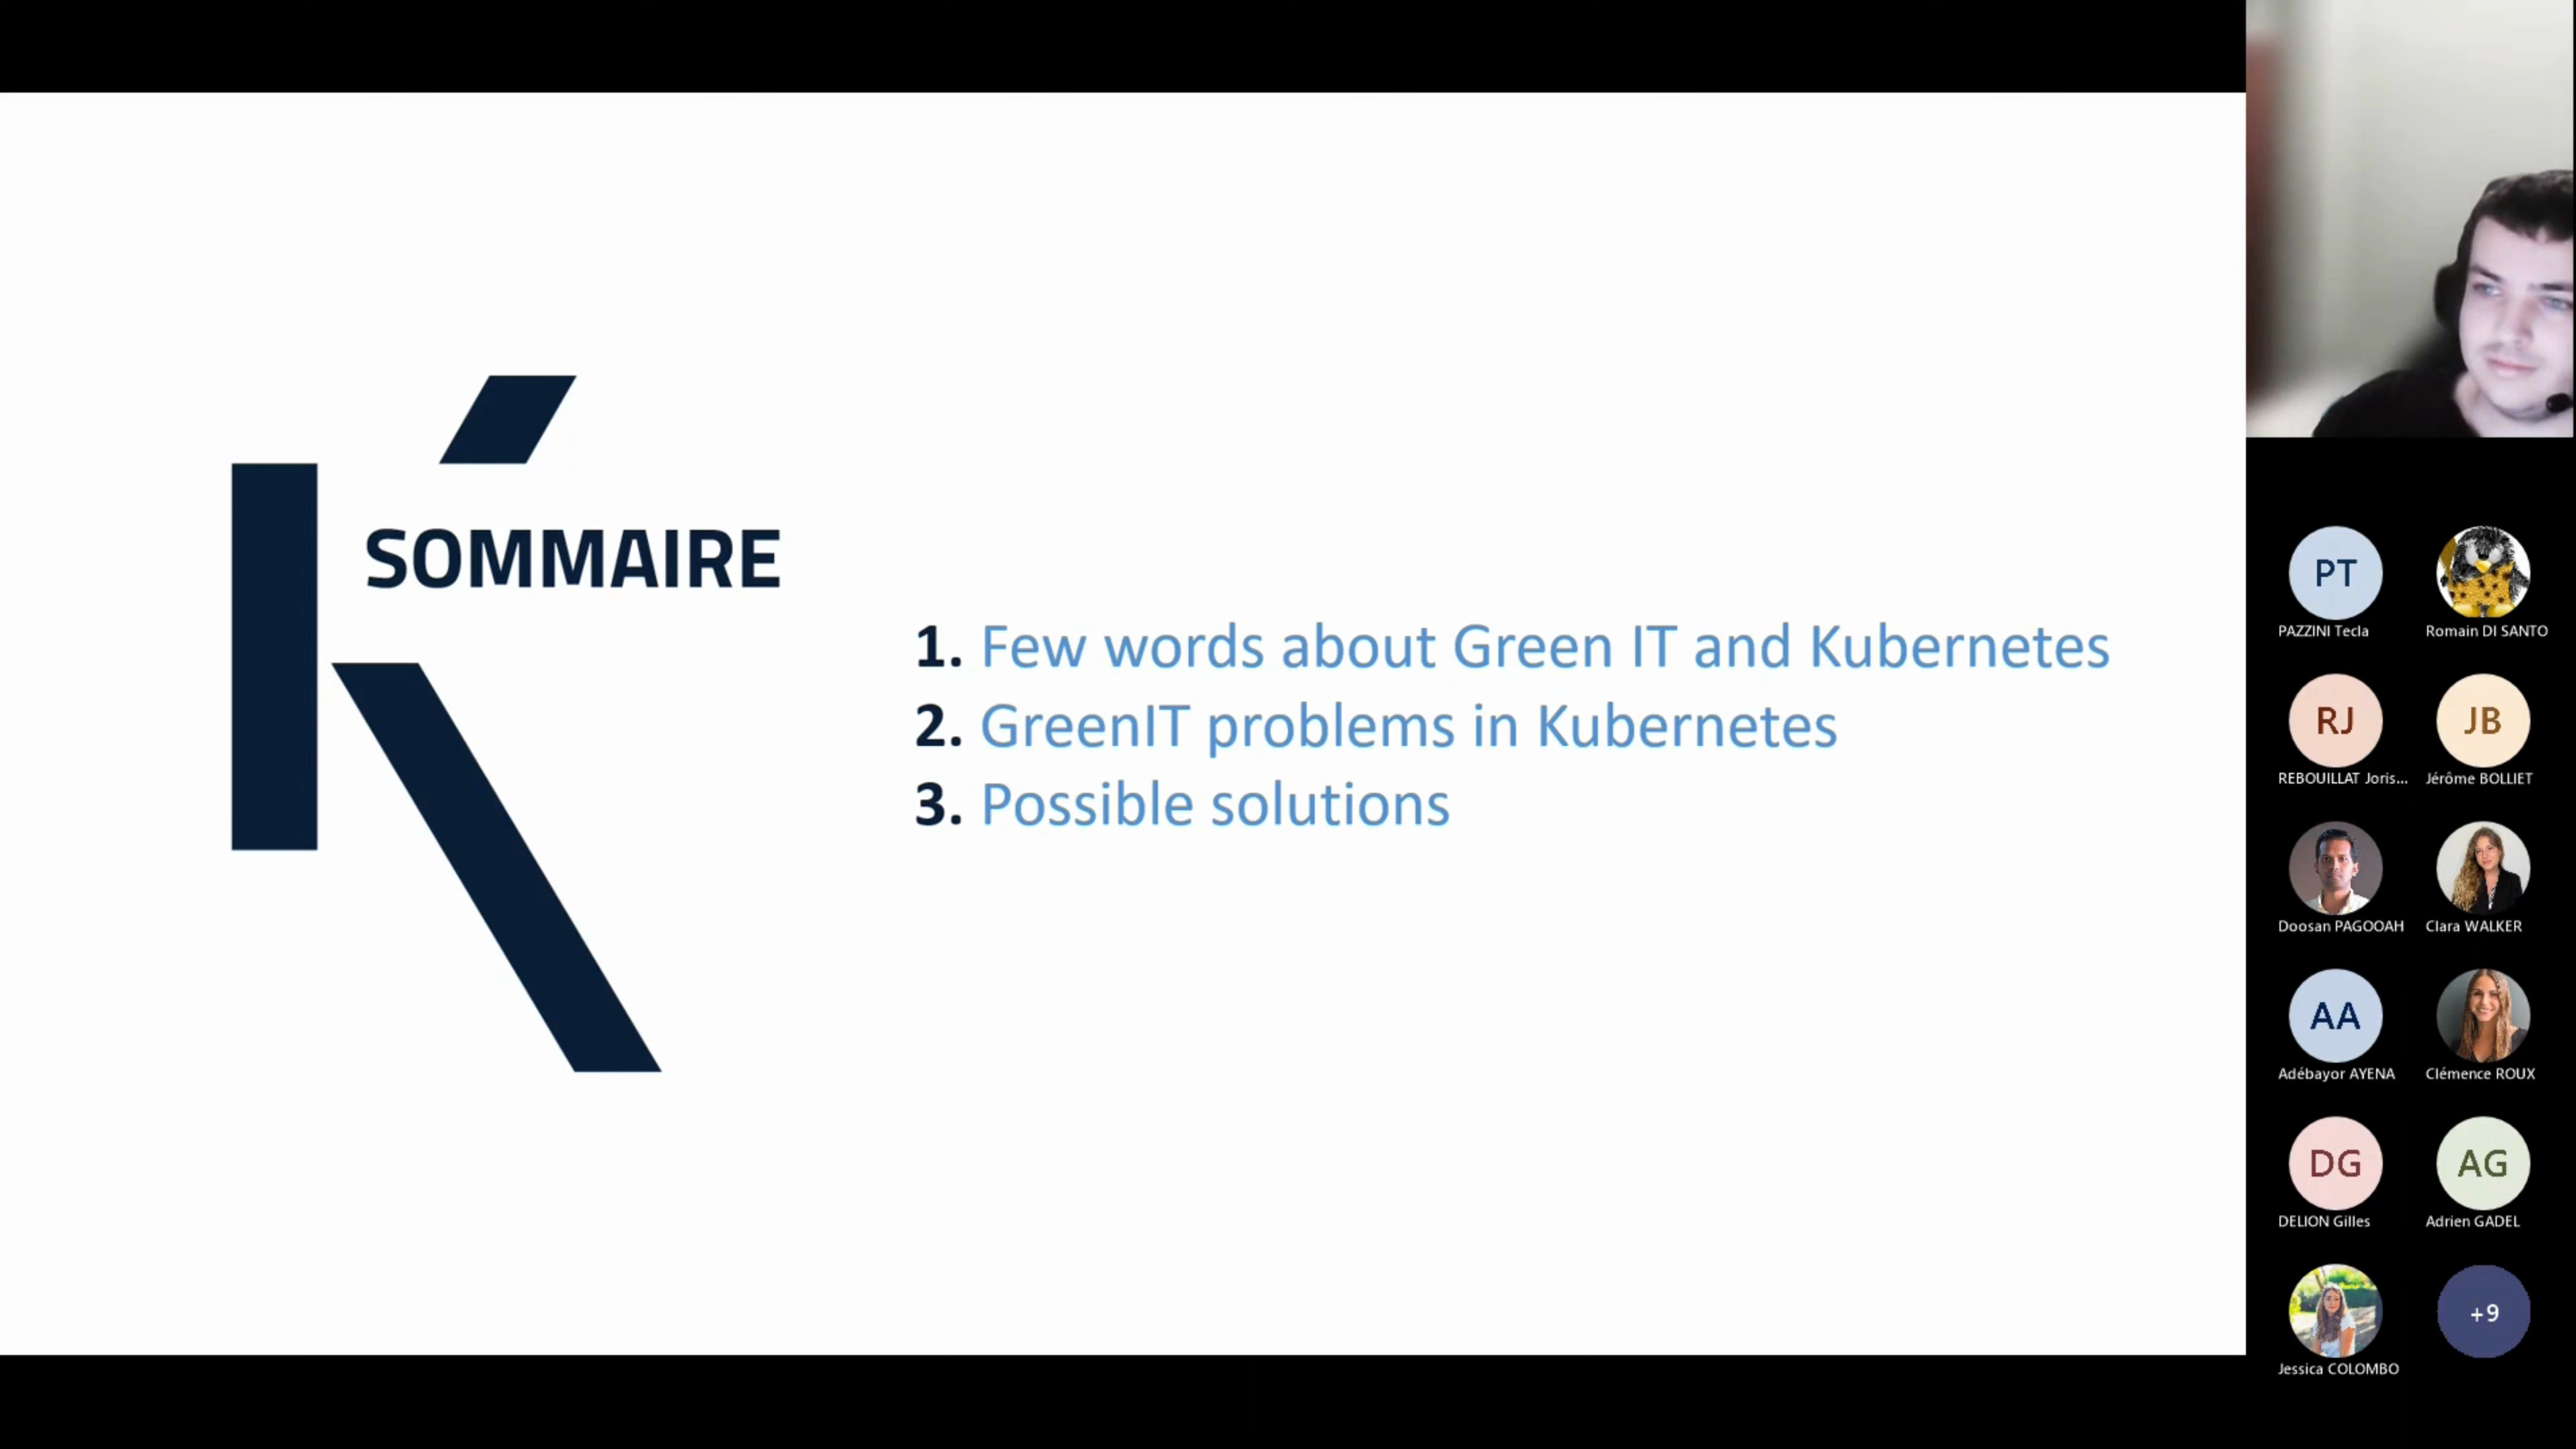 SOMMAIRE
1. Few words about Green IT and Kubernetes
2. GreenIT problems in Kubernetes
3. Possible solutions
PT
PAZZINI Tecla
Romain DI SANTO
RJ
JB
REBOUILLAT Joris...
Jérôme BOLLIET
Doosan PAGOOAH
Clara WALKER
AA
Adébayor AYENA
Clémence ROUX
DG
AG
DELION Gilles
Adrien GADEL
+9
Jessica COLOMBO